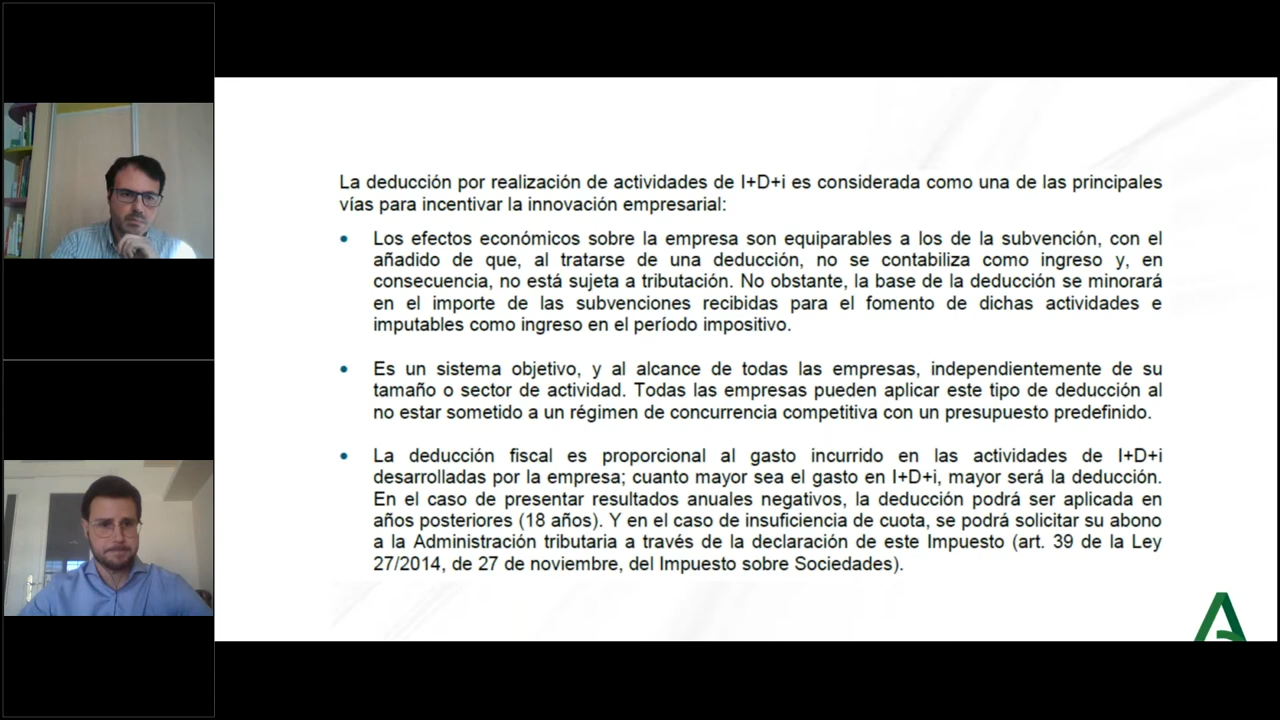 La deducción por realización de actividades de I+D+i es considerada como una de las principales
vías para incentivar la innovación empresarial:
• Los efectos económicos sobre la empresa son equiparables a los de la subvención, con el
añadido de que, al tratarse de una deducción, no se contabiliza como ingreso y, en
consecuencia, no está sujeta a tributación. No obstante, la base de la deducción se minorará
en el importe de las subvenciones recibidas para el fomento de dichas actividades e
imputables como ingreso en el período impositivo.
• Es un sistema objetivo, y al alcance de todas las empresas, independientemente de su
tamaño o sector de actividad. Todas las empresas pueden aplicar este tipo de deducción al
no estar sometido a un régimen de concurrencia competitiva con un presupuesto predefinido.
• La deducción fiscal es proporcional al gasto incurrido en las actividades de I+D+i
desarrolladas por la empresa; cuanto mayor sea el gasto en I+D+i, mayor será la deducción.
En el caso de presentar resultados anuales negativos, la deducción podrá ser aplicada en
años posteriores (18 años). Y en el caso de insuficiencia de cuota, se podrá solicitar su abono
a la Administración tributaria a través de la declaración de este Impuesto (art. 39 de la Ley
27/2014, de 27 de noviembre, del Impuesto sobre Sociedades).